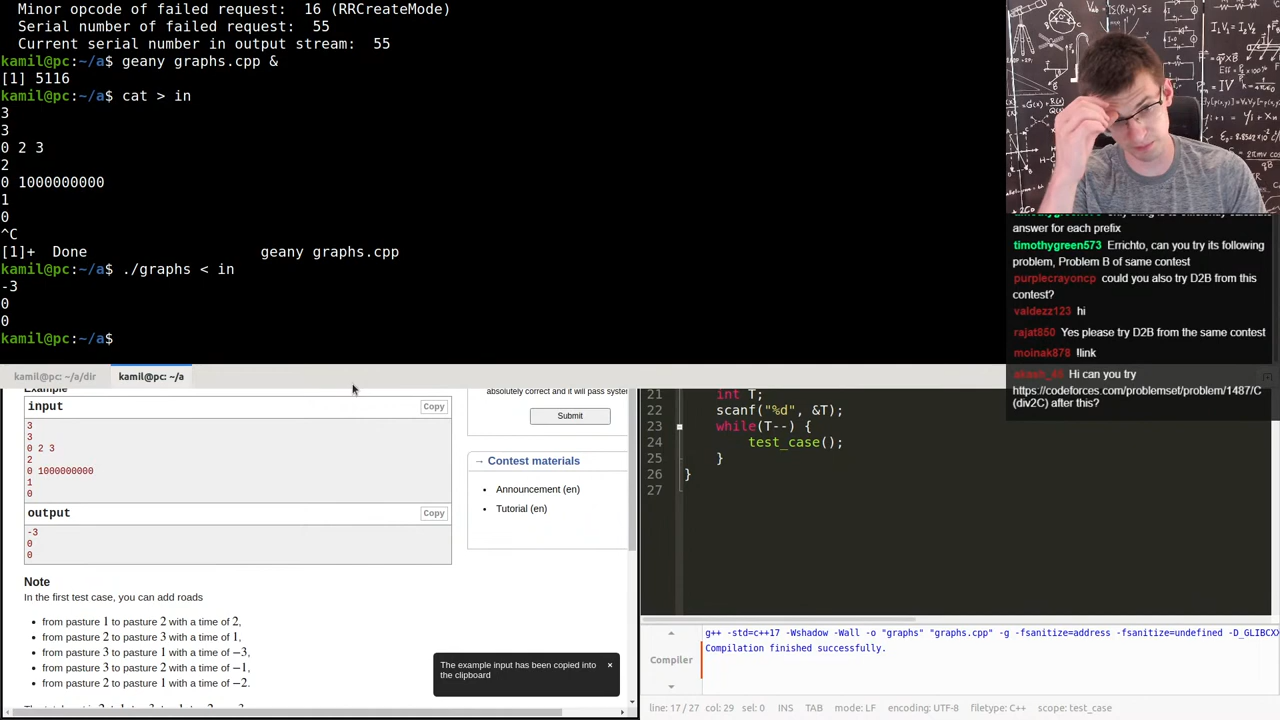 Minor opcode of failed request:  16 (RRCreateMode)
Serial number of failed request:  55
Current serial number in output stream:  55
kamil@pc:~/a$ geany graphs.cpp &
[1] 5116
kamil@pc:~/a$ cat > in
3
3
0 2 3
2
0 1000000000
1
0
^C
[1]+  Done                    geany graphs.cpp
kamil@pc:~/a$ ./graphs < in
-3
0
0
kamil@pc:~/a$
kamil@pc: ~/a/dir
kamil@pc: ~/a
Example
input
Copy
3
3
0 2 3
2
0 1000000000
1
0
output
Copy
-3
0
0
Note
In the first test case, you can add roads
• from pasture 1 to pasture 2 with a time of 2,
• from pasture 2 to pasture 3 with a time of 1,
• from pasture 3 to pasture 1 with a time of −3,
• from pasture 3 to pasture 2 with a time of −1,
• from pasture 2 to pasture 1 with a time of −2.
absolutely correct and it will pass system
Submit
→ Contest materials
• Announcement (en)
• Tutorial (en)
The example input has been copied into
the clipboard
×
21 int T;
22 scanf("%d", &T);
23 while(T--) {
24 test_case();
25 }
26 }
27
Compiler
g++ -std=c++17 -Wshadow -Wall -o "graphs" "graphs.cpp" -g -fsanitize=address -fsanitize=undefined -D_GLIBCXX
Compilation finished successfully.
line: 17 / 27 col: 29 sel: 0 INS TAB mode: LF encoding: UTF-8 filetype: C++ scope: test_case
answer for each prefix
timothygreen573 Errichto, can you try its following
problem, Problem B of same contest
purplecrayoncp could you also try D2B from this
contest?
valdezz123 hi
rajat850 Yes please try D2B from the same contest
moinak878 !link
Hi can you try
https://codeforces.com/problemset/problem/1487/C
(div2C) after this?